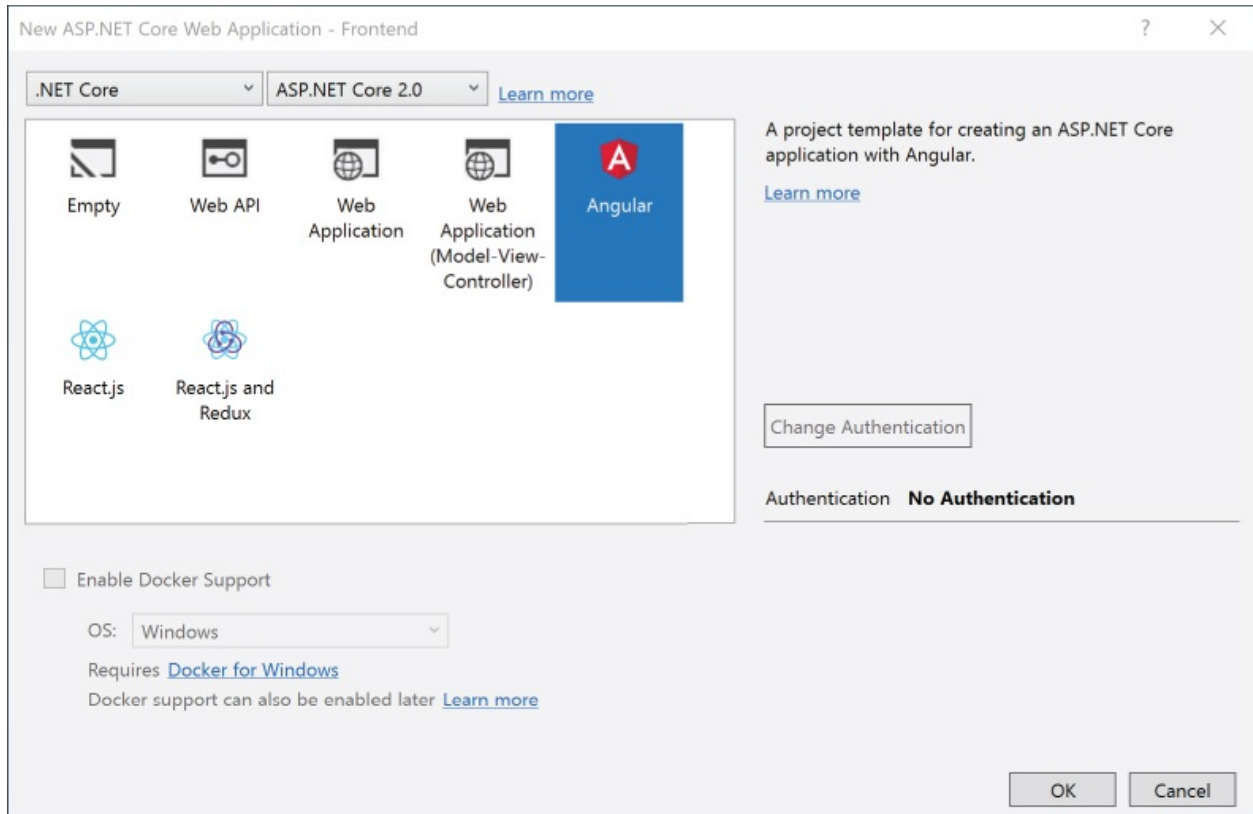 New ASP.NET Core Web Application - Frontend
.NET Core
ASP.NET Core 2.0
Learn more
Empty
Web API
Web
Application
Web
Application
(Model-View-
Controller)
Angular
React.js
React.js and
Redux
A project template for creating an ASP.NET Core
application with Angular.
Learn more
Change Authentication
Authentication No Authentication
Enable Docker Support
OS: Windows
Requires Docker for Windows
Docker support can also be enabled later Learn more
OK
Cancel